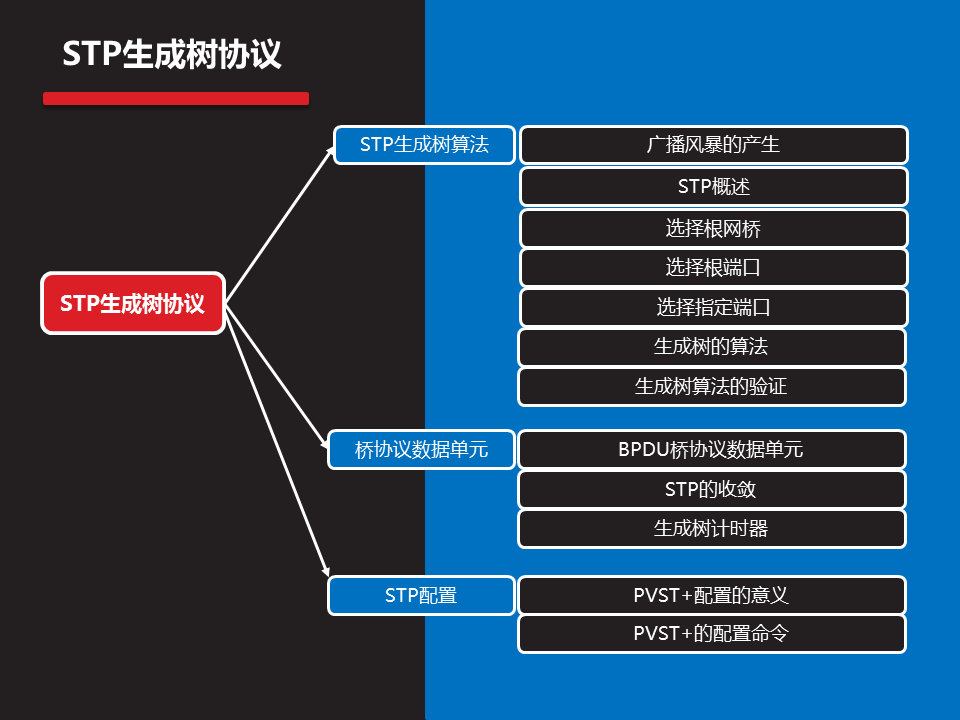 STP生成树协议
STP生成树算法
广播风暴的产生
STP概述
选择根网桥
选择根端口
选择指定端口
生成树的算法
生成树算法的验证
STP生成树协议
桥协议数据单元
BPDU桥协议数据单元
STP的收敛
生成树计时器
STP配置
PVST+配置的意义
PVST+的配置命令